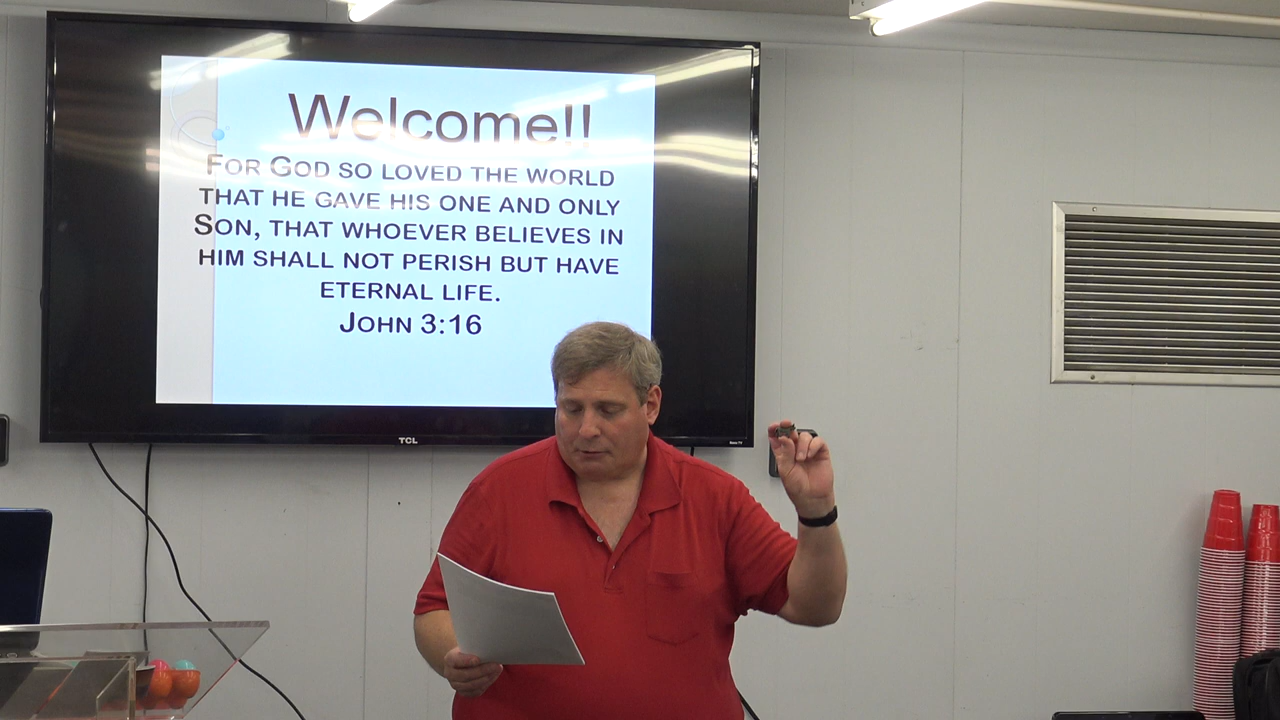 Welcome!!
FOR GOD SO LOVED THE WORLD
THAT HE GAVE HIS ONE AND ONLY
SON, THAT WHOEVER BELIEVES IN
HIM SHALL NOT PERISH BUT HAVE
ETERNAL LIFE.
JOHN 3:16
TCL